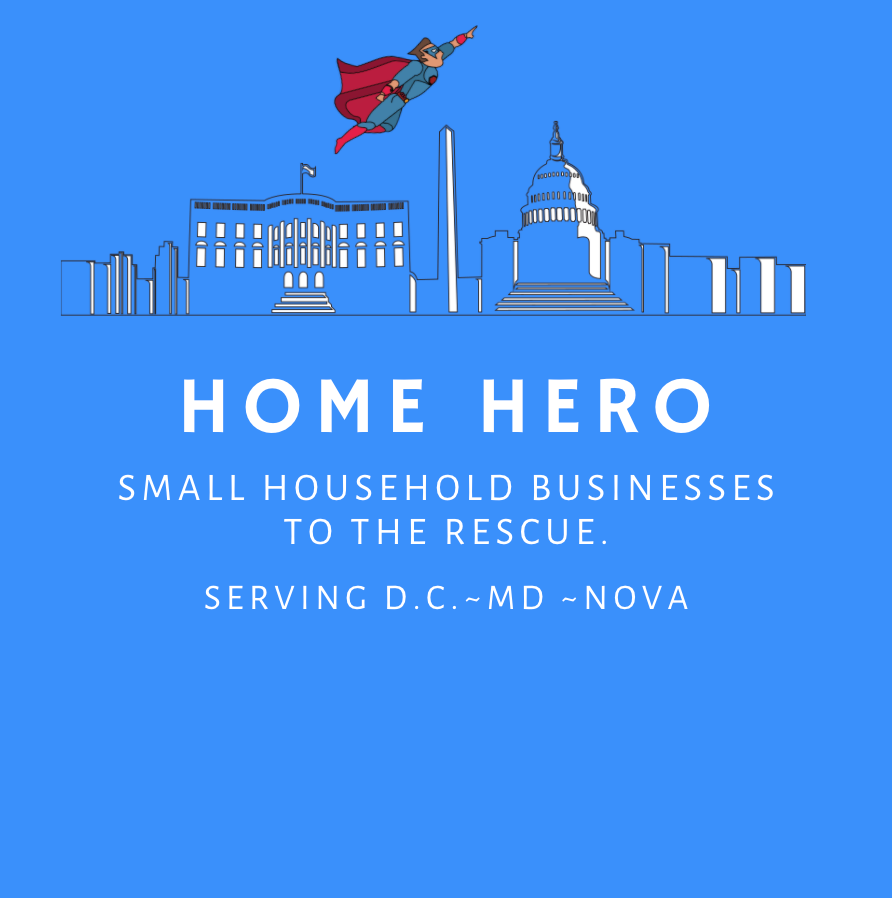 HOME HERO
SMALL HOUSEHOLD BUSINESSES
TO THE RESCUE.
SERVING D.C.~MD ~NOVA